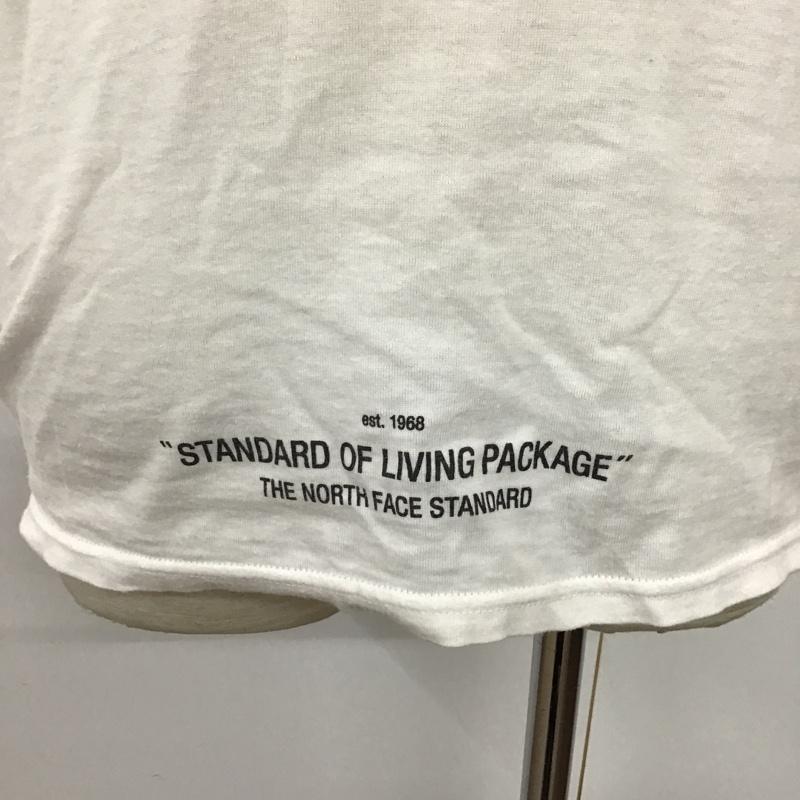 est. 1968
"STANDARD OF LIVING PACKAGE"
THE NORTH FACE STANDARD